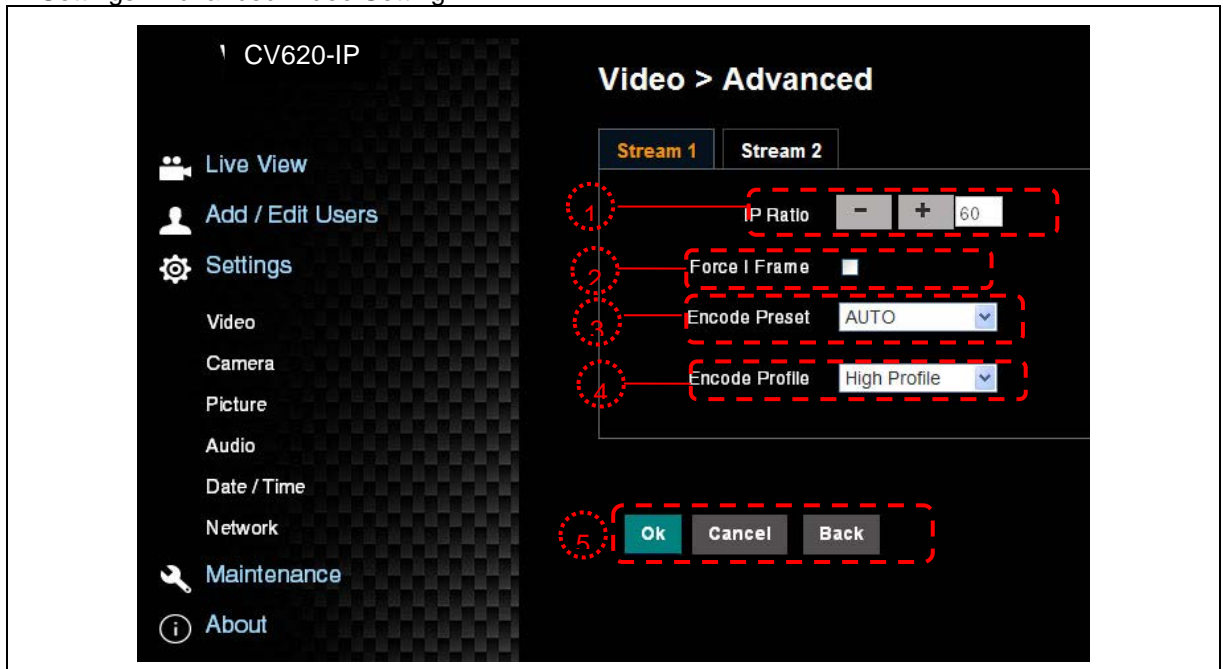 CV620-IP
Video > Advanced
Stream 1 Stream 2
Live View
Add / Edit Users
Settings
Video
Camera
Picture
Audio
Date / Time
Network
Maintenance
About
1 IP Ratio - + 60
2 Force I Frame
3 Encode Preset AUTO
4 Encode Profile High Profile
5 Ok Cancel Back